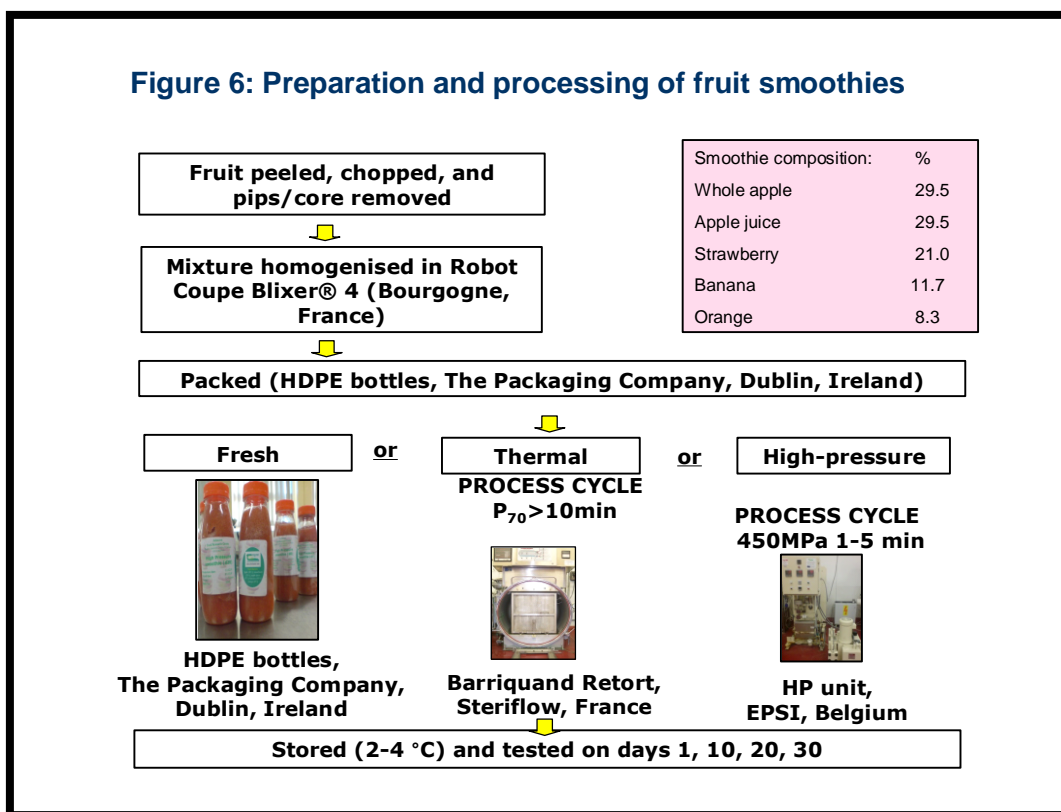 Figure 6: Preparation and processing of fruit smoothies
Fruit peeled, chopped, and
pips/core removed
Smoothie composition: %
Whole apple 29.5
Apple juice 29.5
Strawberry 21.0
Banana 11.7
Orange 8.3
Mixture homogenised in Robot
Coupe Blixer® 4 (Bourgogne,
France)
Packed (HDPE bottles, The Packaging Company, Dublin, Ireland)
Fresh or Thermal or High-pressure
PROCESS CYCLE
P₇₀>10min
PROCESS CYCLE
450MPa 1-5 min
HDPE bottles,
The Packaging Company,
Dublin, Ireland
Barriquand Retort,
Steriflow, France
HP unit,
EPSI, Belgium
Stored (2-4 °C) and tested on days 1, 10, 20, 30